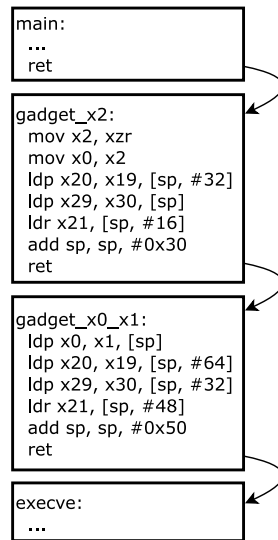 main:
...
ret
gadget_x2:
mov x2, xzr
mov x0, x2
ldp x20, x19, [sp, #32]
ldp x29, x30, [sp]
ldr x21, [sp, #16]
add sp, sp, #0x30
ret
gadget_x0_x1:
ldp x0, x1, [sp]
ldp x20, x19, [sp, #64]
ldp x29, x30, [sp, #32]
ldr x21, [sp, #48]
add sp, sp, #0x50
ret
execve:
...